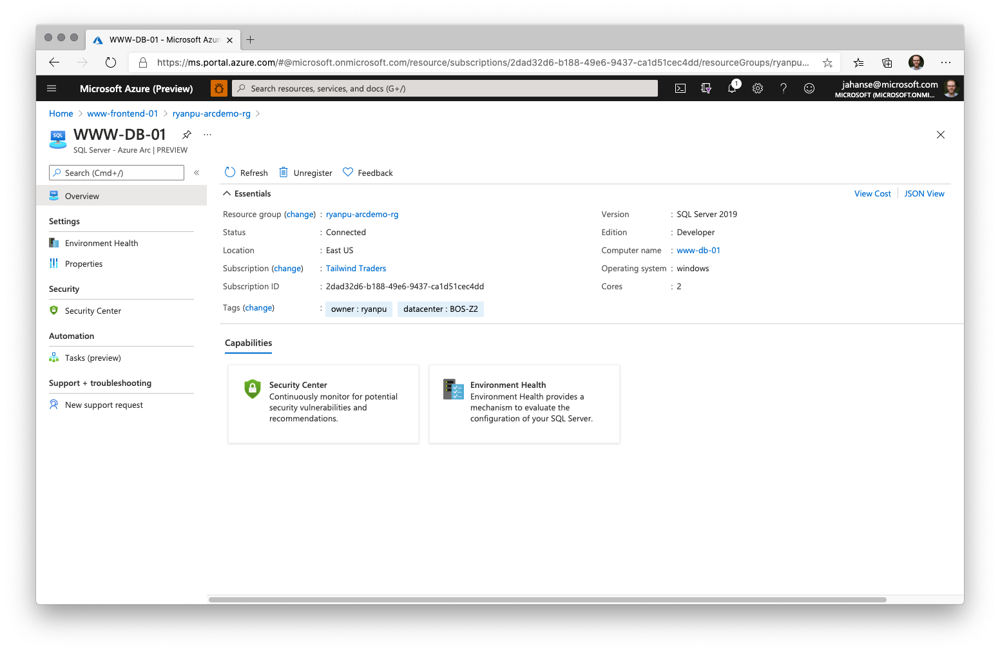 WWW-DB-01 - Microsoft Azur
https://ms.portal.azure.com/#@microsoft.onmicrosoft.com/resource/subscriptions/2dad32d6-b188-49e6-9437-ca1d51cec4dd/resourceGroups/ryanpu...
Microsoft Azure (Preview)
Search resources, services, and docs (G+/)
1
jahanse@microsoft.com
MICROSOFT (MICROSOFT.ONMI...
Home > www-frontend-01 > ryanpu-arcdemo-rg >
SQL
WWW-DB-01
SQL Server - Azure Arc | PREVIEW
Search (Cmd+/)
«
Overview
Settings
Environment Health
Properties
Security
Security Center
Automation
Tasks (preview)
Support + troubleshooting
New support request
Refresh
Unregister
Feedback
Essentials
View Cost
JSON View
Resource group (change) : ryanpu-arcdemo-rg
Status : Connected
Location : East US
Subscription (change) : Tailwind Traders
Subscription ID : 2dad32d6-b188-49e6-9437-ca1d51cec4dd
Tags (change) : owner : ryanpu datacenter : BOS-Z2
Version : SQL Server 2019
Edition : Developer
Computer name : www-db-01
Operating system : windows
Cores : 2
Capabilities
Security Center
Continuously monitor for potential
security vulnerabilities and
recommendations.
Environment Health
Environment Health provides a
mechanism to evaluate the
configuration of your SQL Server.